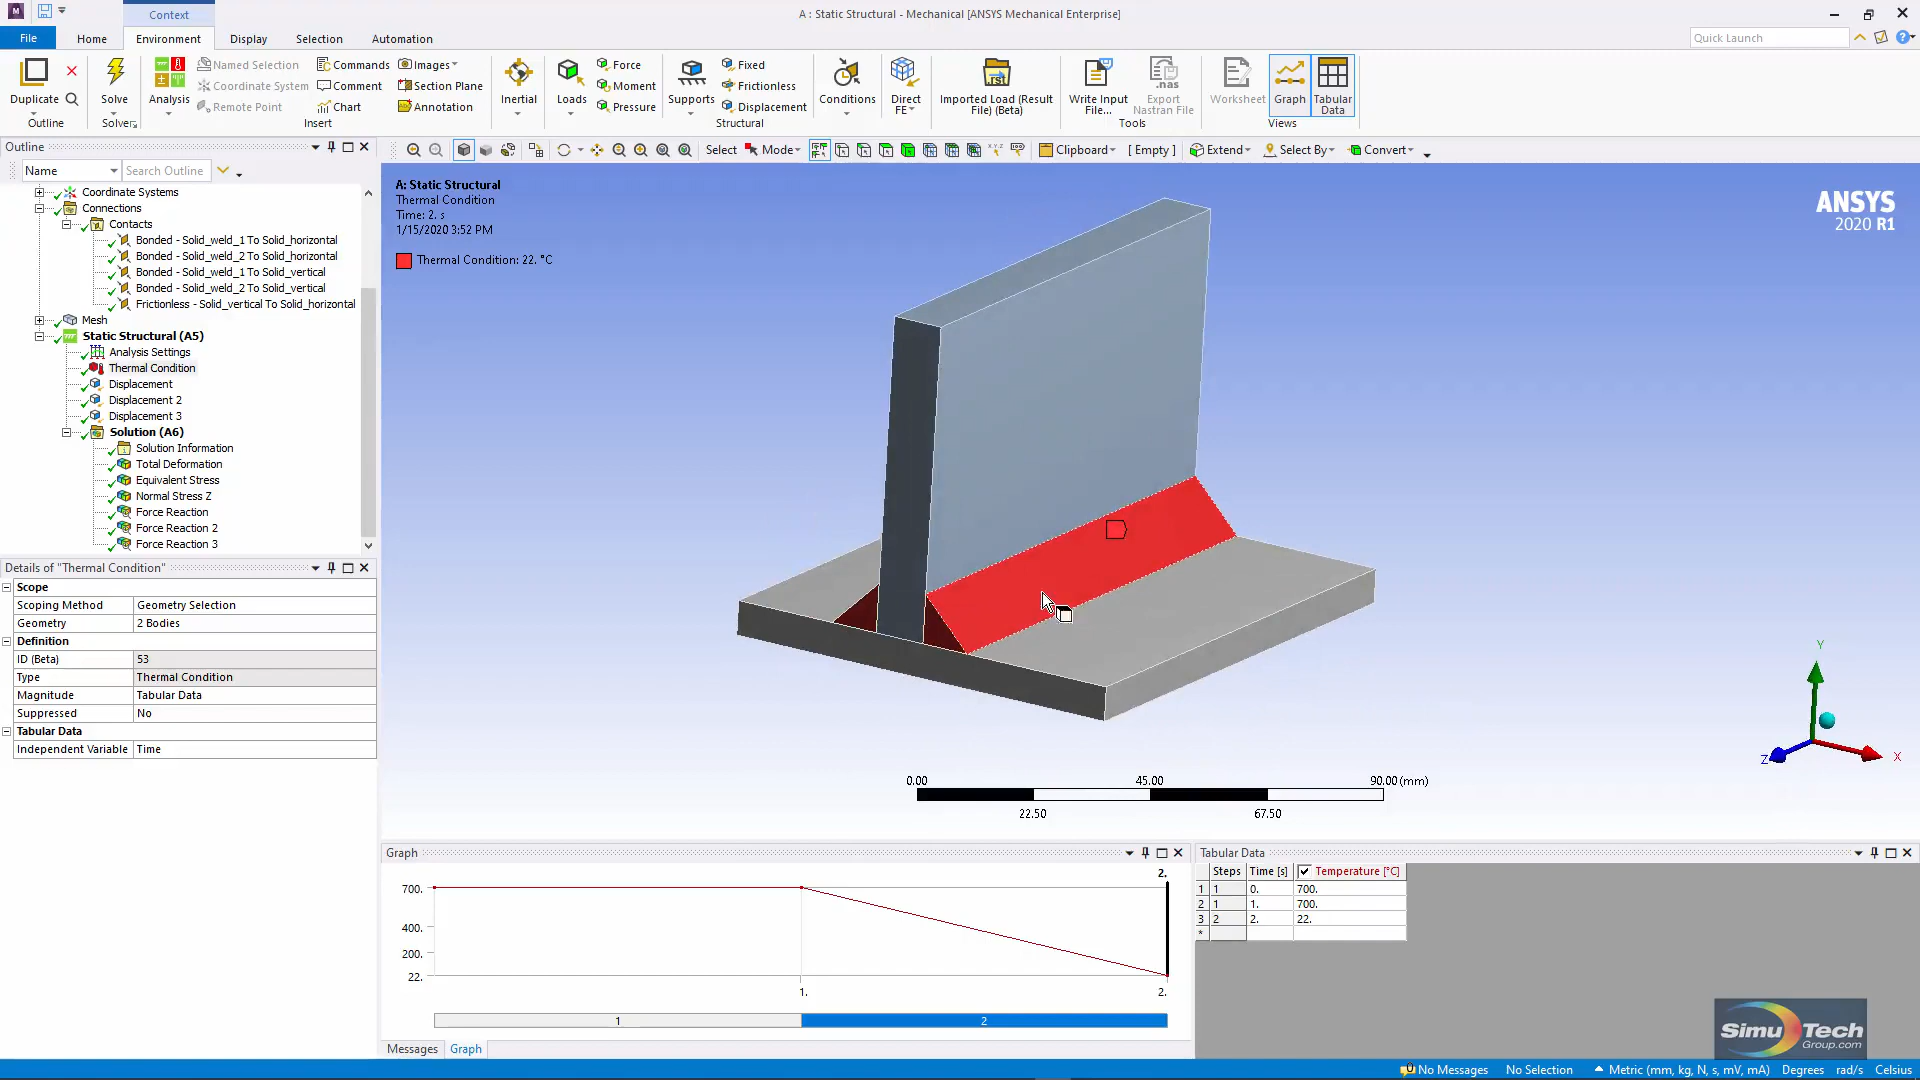 Context
A : Static Structural - Mechanical [ANSYS Mechanical Enterprise]
File
Home
Environment
Display
Selection
Automation
Quick Launch
Duplicate
Outline
Solve
Solver
Analysis
Named Selection
Coordinate System
Remote Point
Commands
Comment
Chart
Images
Section Plane
Annotation
Insert
Inertial
Loads
Force
Moment
Pressure
Supports
Fixed
Frictionless
Displacement
Structural
Conditions
Direct
FE
Imported Load (Result
File) (Beta)
Write Input
File...
Export
Nastran File
Tools
Worksheet
Graph
Tabular
Data
Views
Outline
Name
Search Outline
Select
Mode
Clipboard
[ Empty ]
Extend
Select By
Convert
Coordinate Systems
Connections
Contacts
Bonded - Solid_weld_1 To Solid_horizontal
Bonded - Solid_weld_2 To Solid_horizontal
Bonded - Solid_weld_1 To Solid_vertical
Bonded - Solid_weld_2 To Solid_vertical
Frictionless - Solid_vertical To Solid_horizontal
Mesh
Static Structural (A5)
Analysis Settings
Thermal Condition
Displacement
Displacement 2
Displacement 3
Solution (A6)
Solution Information
Total Deformation
Equivalent Stress
Normal Stress Z
Force Reaction
Force Reaction 2
Force Reaction 3
Details of "Thermal Condition"
Scope
Scoping Method Geometry Selection
Geometry 2 Bodies
Definition
ID (Beta) 53
Type Thermal Condition
Magnitude Tabular Data
Suppressed No
Tabular Data
Independent Variable Time
A: Static Structural
Thermal Condition
Time: 2. s
1/15/2020 3:52 PM
Thermal Condition: 22. °C
ANSYS
2020 R1
Y
Z
X
0.00 45.00 90.00 (mm)
22.50 67.50
Graph
2.
700.
400.
200.
22.
1. 2.
1 2
Messages Graph
Tabular Data
Steps Time [s] Temperature [°C]
1 1 0. 700.
2 1 1. 700.
3 2 2. 22.
*
SimuTech
Group.com
No Messages No Selection Metric (mm, kg, N, s, mV, mA) Degrees rad/s Celsius